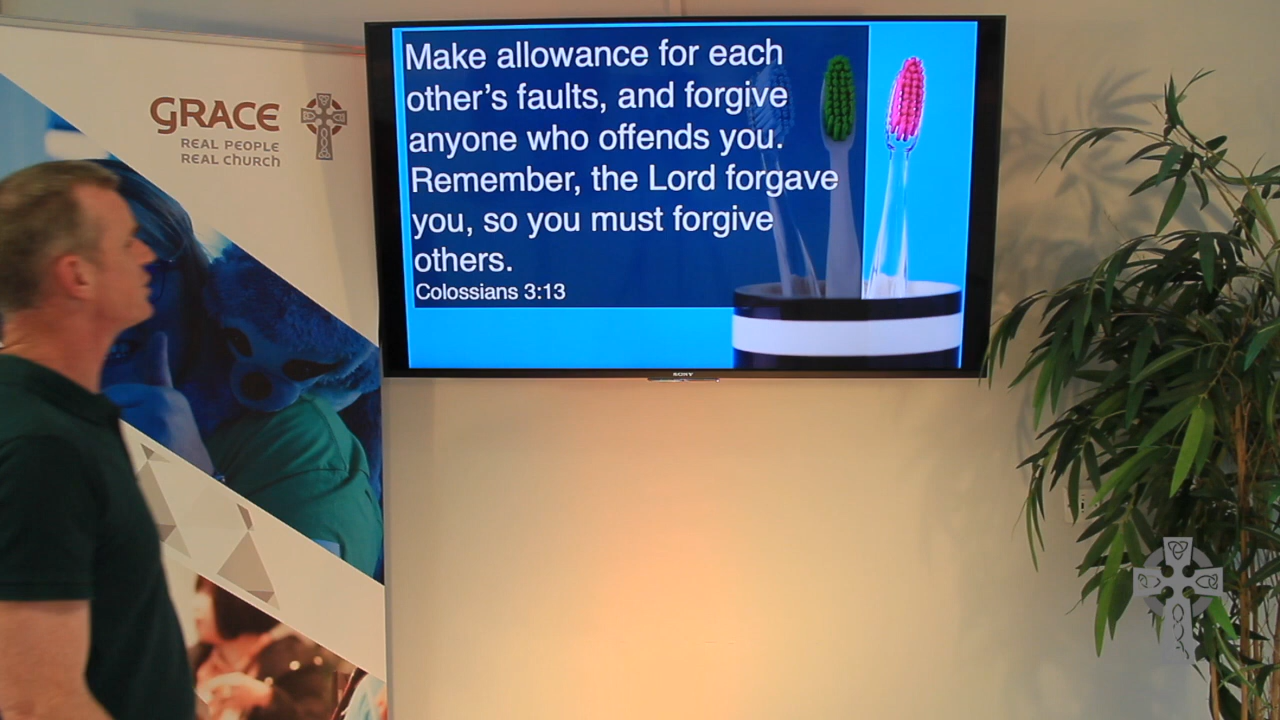 GRACE
REAL PEOPLE
REAL CHURCH
Make allowance for each
other's faults, and forgive
anyone who offends you.
Remember, the Lord forgave
you, so you must forgive
others.
Colossians 3:13
SONY